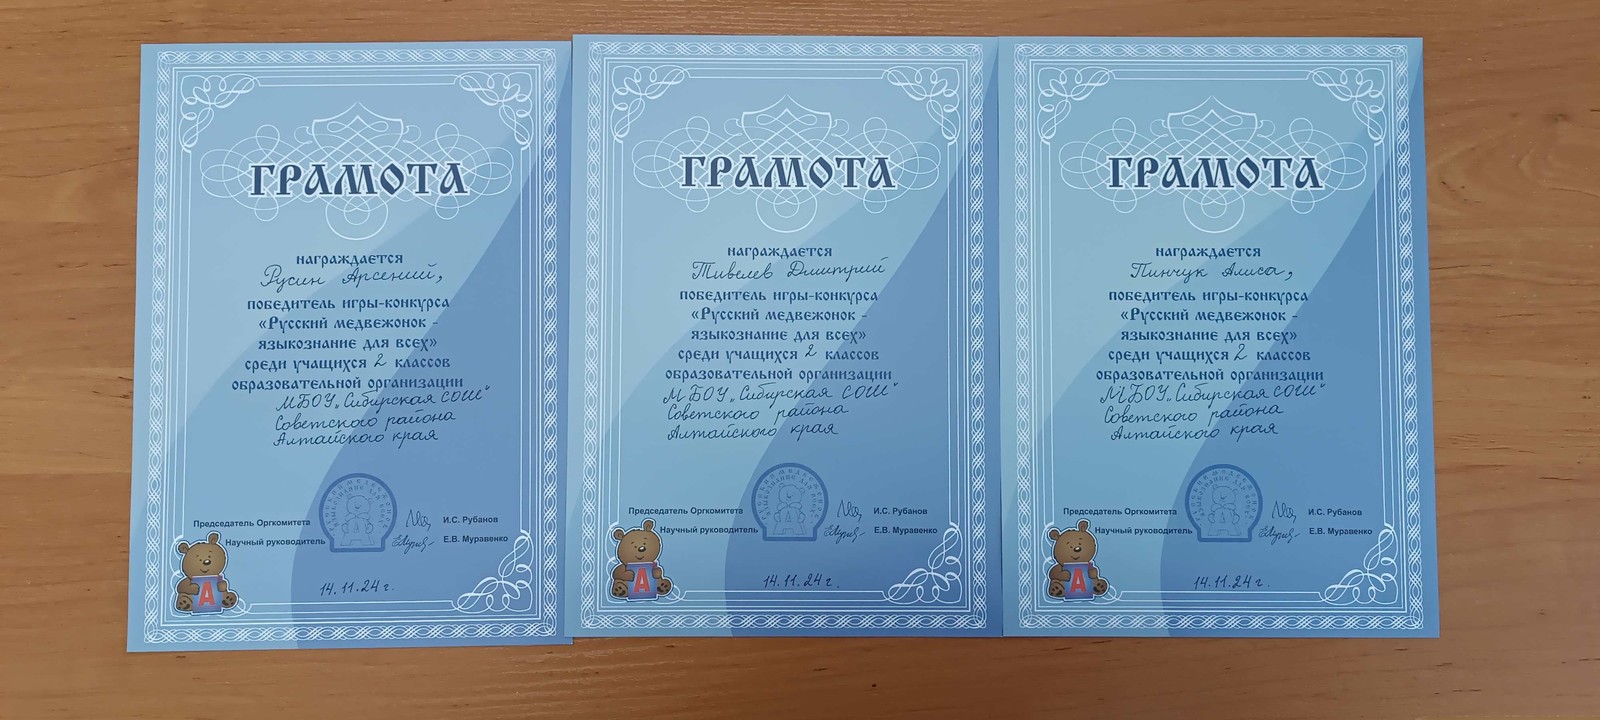 ГРАМОТА
награждается
Русин Арсений,
победитель игры-конкурса
«Русский медвежонок –
языкознание для всех»
среди учащихся 2 классов
образовательной организации
МБОУ „Сибирская СОШ"
Советского района
Алтайского края
Председатель Оргкомитета И.С. Рубанов
Научный руководитель Е.В. Муравенко
А
14.11.24 г.
ГРАМОТА
награждается
Тивелев Дмитрий
победитель игры-конкурса
«Русский медвежонок –
языкознание для всех»
среди учащихся 2 классов
образовательной организации
МБОУ „Сибирская СОШ"
Советского района
Алтайского края
Председатель Оргкомитета И.С. Рубанов
Научный руководитель Е.В. Муравенко
А
14.11.24 г.
ГРАМОТА
награждается
Пинчук Алиса,
победитель игры-конкурса
«Русский медвежонок –
языкознание для всех»
среди учащихся 2 классов
образовательной организации
МБОУ „Сибирская СОШ"
Советского района
Алтайского края
Председатель Оргкомитета И.С. Рубанов
Научный руководитель Е.В. Муравенко
А
14.11.24 г.